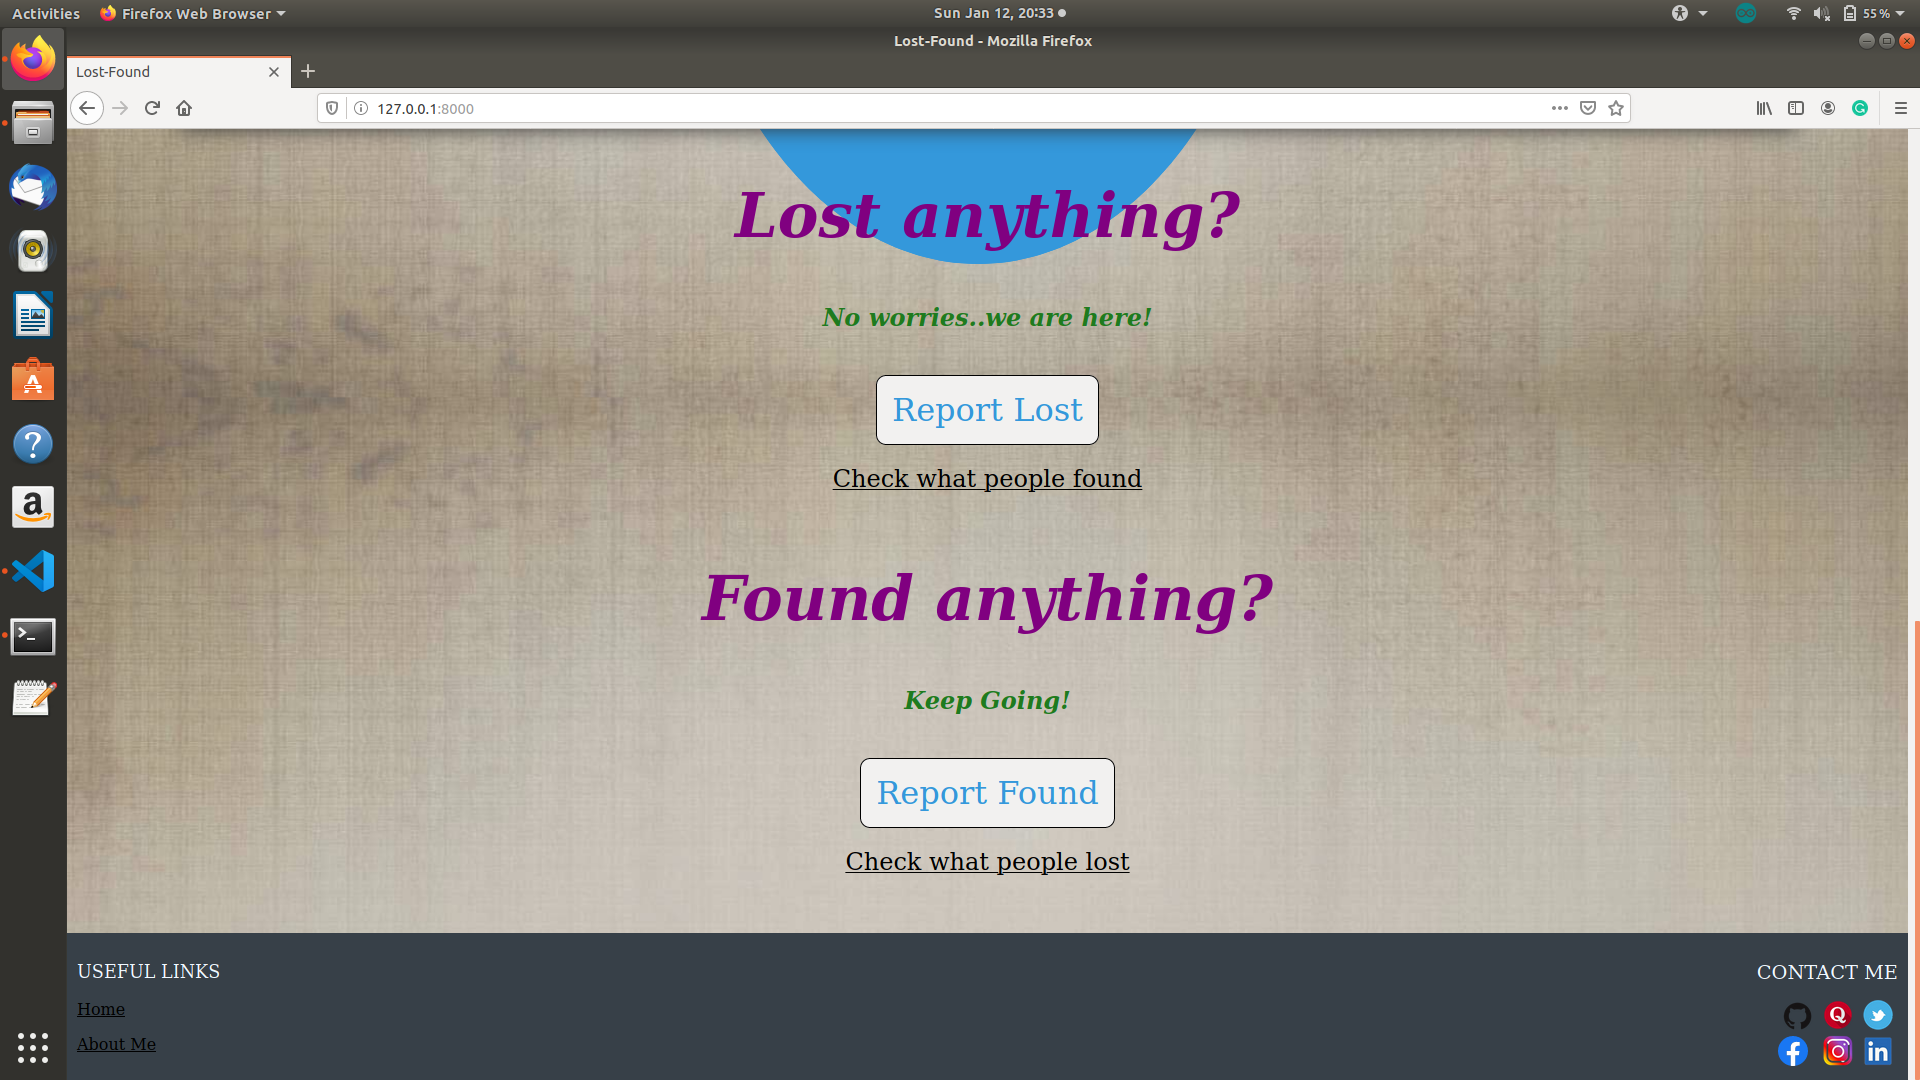 Activities
Firefox Web Browser
Sun Jan 12, 20:33
55 %
Lost-Found - Mozilla Firefox
Lost-Found
127.0.0.1:8000
Lost anything?
No worries..we are here!
Report Lost
Check what people found
Found anything?
Keep Going!
Report Found
Check what people lost
USEFUL LINKS
Home
About Me
CONTACT ME